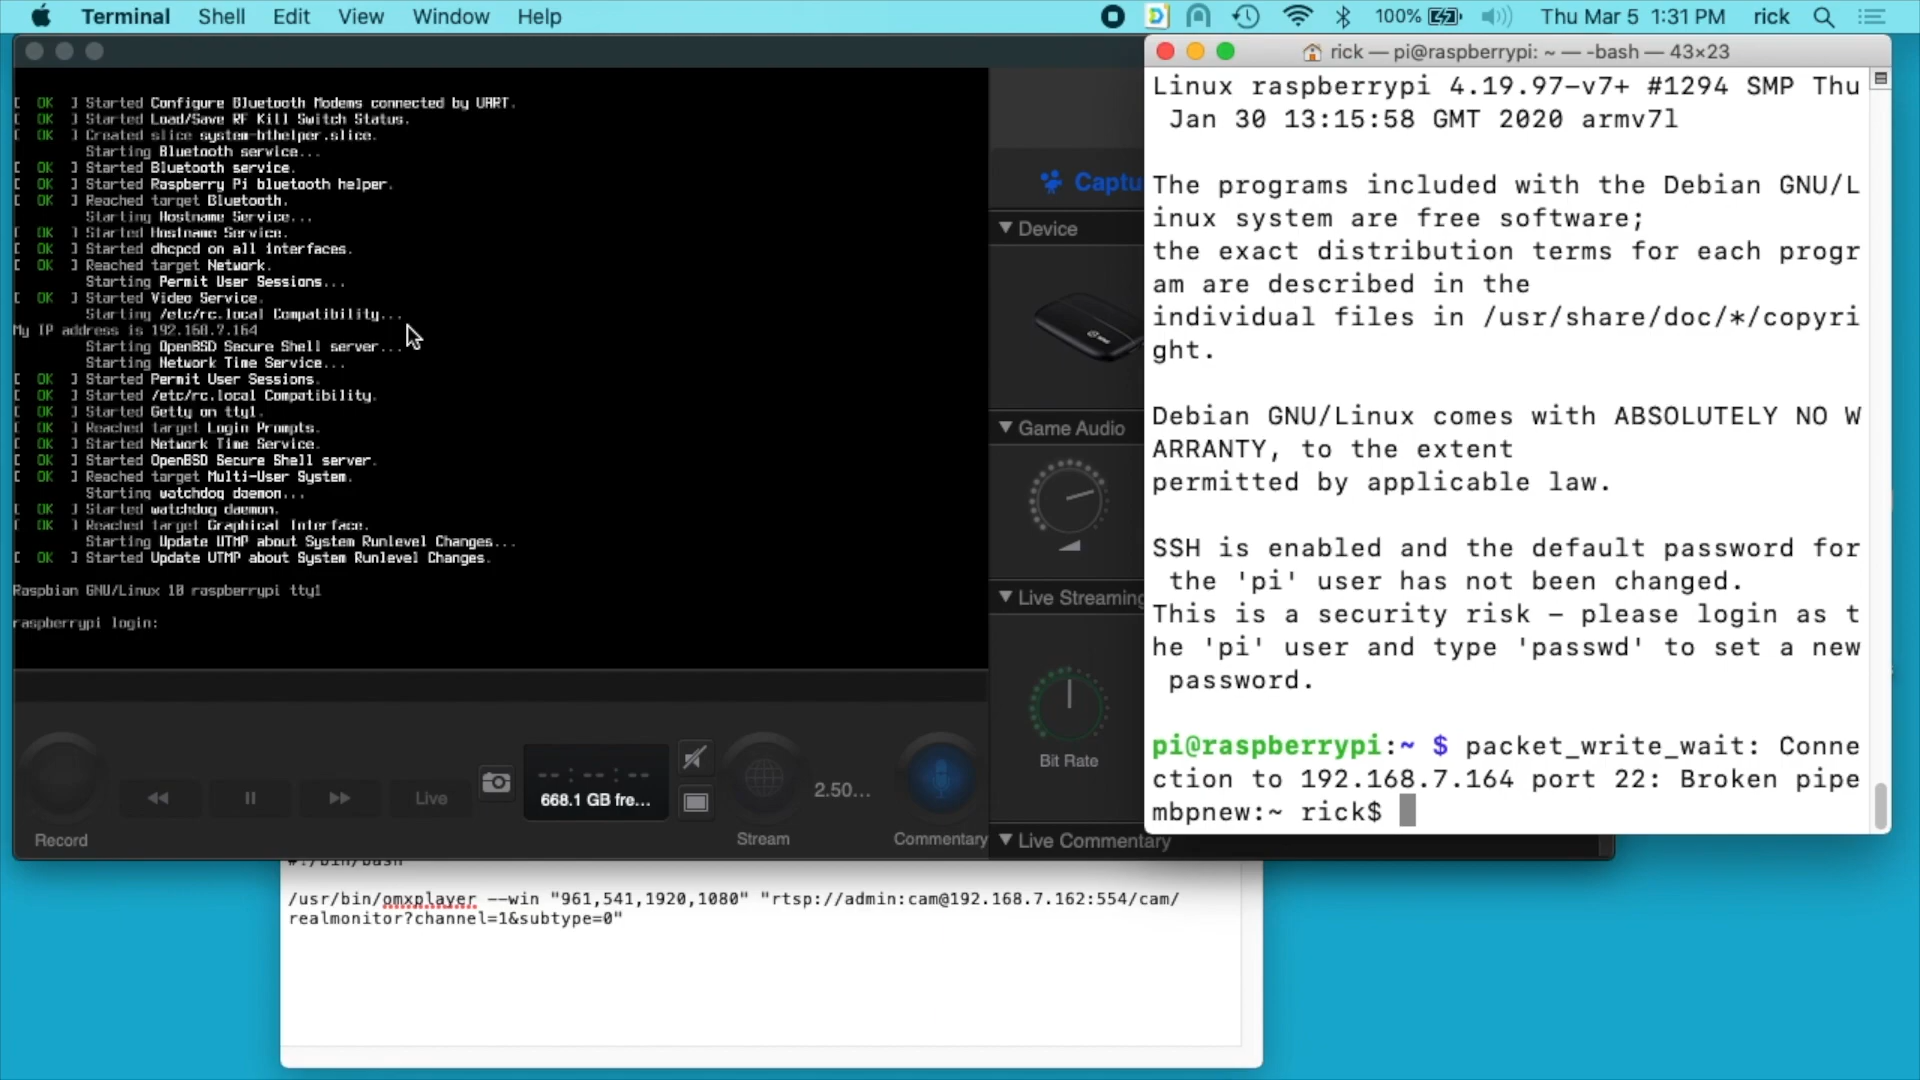 Terminal Shell Edit View Window Help 100% Thu Mar 5 1:31 PM rick
[ OK ] Started Configure Bluetooth Modems connected by UART.
[ OK ] Started Load/Save RF Kill Switch Status.
[ OK ] Created slice system-bthelper.slice.
Starting Bluetooth service...
[ OK ] Started Bluetooth service.
[ OK ] Started Raspberry Pi bluetooth helper.
[ OK ] Reached target Bluetooth.
Starting Hostname Service...
[ OK ] Started Hostname Service.
[ OK ] Started dhcpcd on all interfaces.
[ OK ] Reached target Network.
Starting Permit User Sessions...
[ OK ] Started Video Service.
Starting /etc/rc.local Compatibility...
My IP address is 192.168.7.164
Starting OpenBSD Secure Shell server...
Starting Network Time Service...
[ OK ] Started Permit User Sessions.
[ OK ] Started /etc/rc.local Compatibility.
[ OK ] Started Getty on tty1.
[ OK ] Reached target Login Prompts.
[ OK ] Started Network Time Service.
[ OK ] Started OpenBSD Secure Shell server.
[ OK ] Reached target Multi-User System.
Starting watchdog daemon...
[ OK ] Started watchdog daemon.
[ OK ] Reached target Graphical Interface.
Starting Update UTMP about System Runlevel Changes...
[ OK ] Started Update UTMP about System Runlevel Changes.
Raspbian GNU/Linux 10 raspberrypi tty1
raspberrypi login:
Captu
Device
Game Audio
Live Streaming
Bit Rate
Live Commentary
Live
-- : -- : --
668.1 GB fre...
2.50...
Record
Stream
Commentary
rick — pi@raspberrypi: ~ — -bash — 43×23
Linux raspberrypi 4.19.97-v7+ #1294 SMP Thu
Jan 30 13:15:58 GMT 2020 armv7l
The programs included with the Debian GNU/L
inux system are free software;
the exact distribution terms for each progr
am are described in the
individual files in /usr/share/doc/*/copyri
ght.
Debian GNU/Linux comes with ABSOLUTELY NO W
ARRANTY, to the extent
permitted by applicable law.
SSH is enabled and the default password for
the 'pi' user has not been changed.
This is a security risk - please login as t
he 'pi' user and type 'passwd' to set a new
password.
pi@raspberrypi:~ $ packet_write_wait: Conne
ction to 192.168.7.164 port 22: Broken pipe
mbpnew:~ rick$
#!/bin/bash
/usr/bin/omxplayer --win "961,541,1920,1080" "rtsp://admin:cam@192.168.7.162:554/cam/
realmonitor?channel=1&subtype=0"